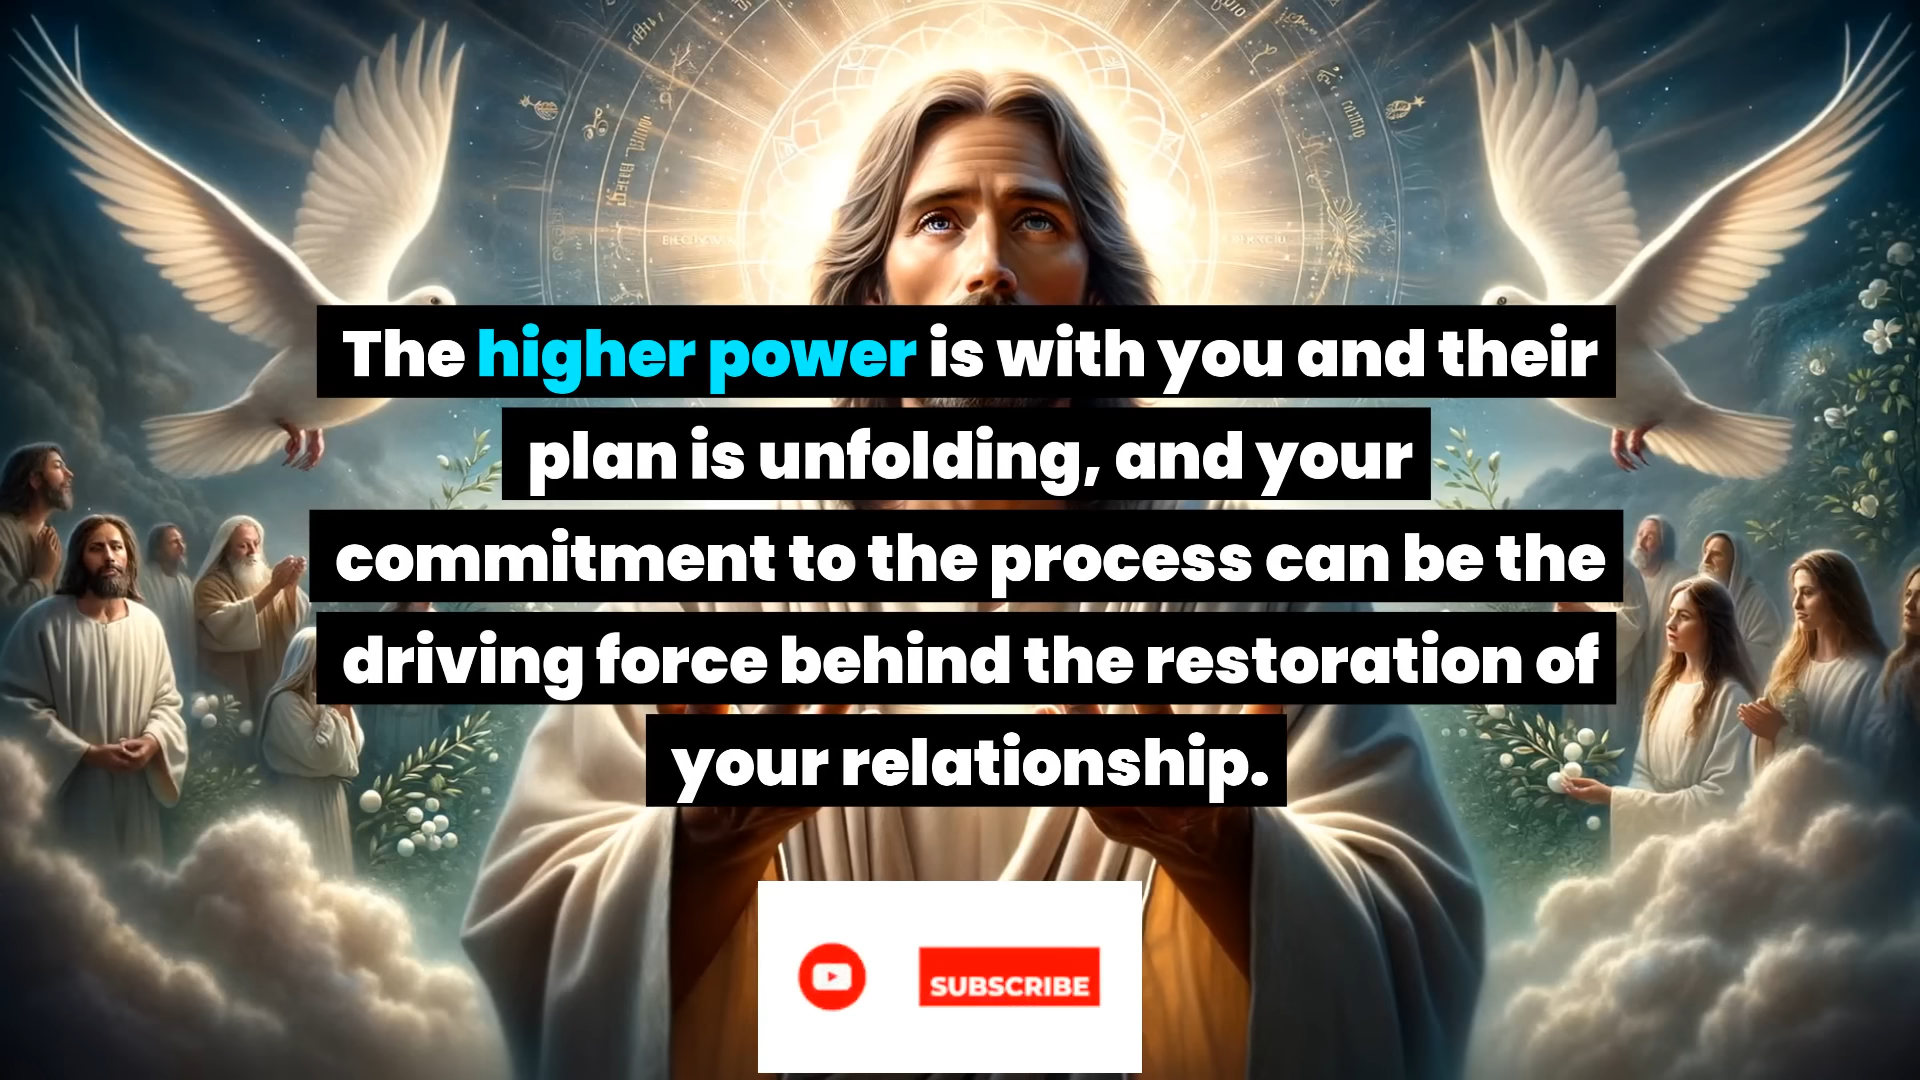 The higher power is with you and their
plan is unfolding, and your
commitment to the process can be the
driving force behind the restoration of
your relationship.
SUBSCRIBE